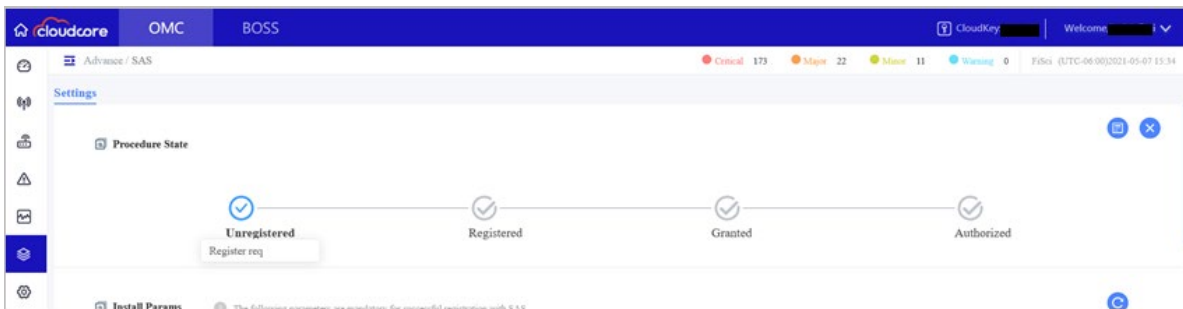 cloudcore OMC BOSS CloudKey Welcome,
Advance / SAS Critical 173 Major 22 Minor 11 Warning 0 FiSci (UTC-06:00)2021-05-07 15:34
Settings
Procedure State
Unregistered Registered Granted Authorized
Register req
Install Params The following parameters are mandatory for successful registration with SAS